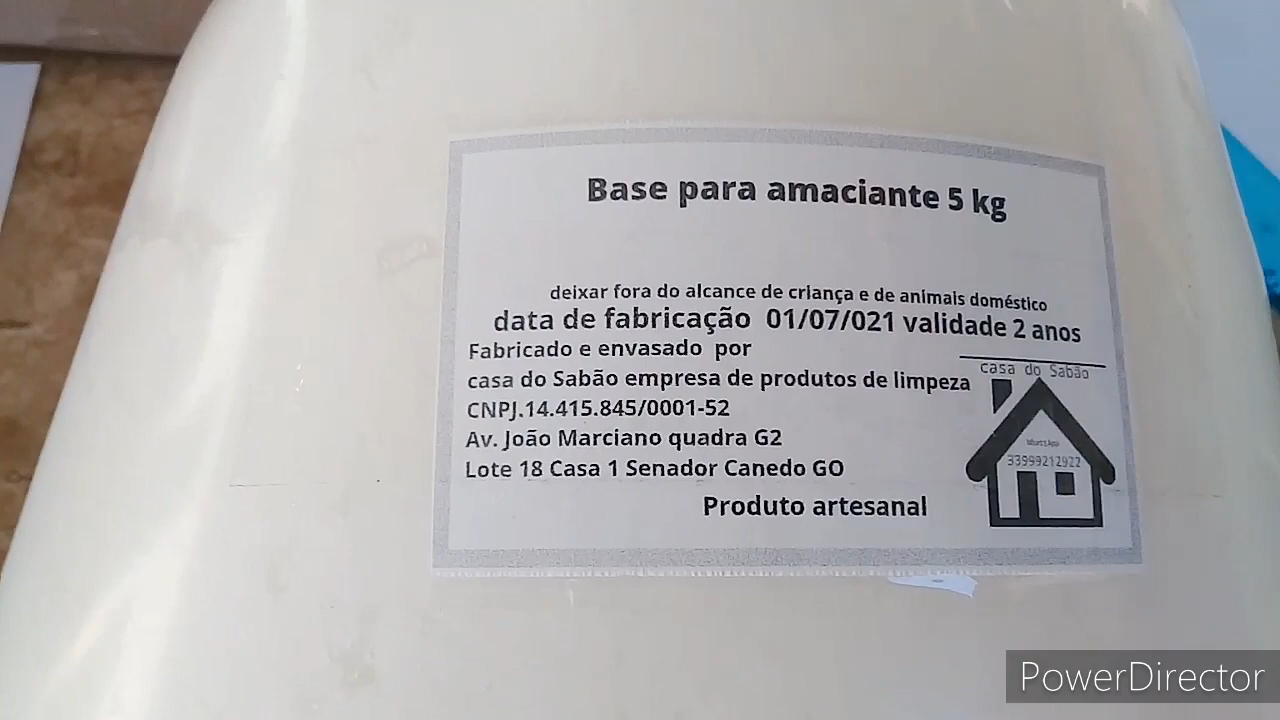 Base para amaciante 5 kg
deixar fora do alcance de criança e de animais doméstico
data de fabricação 01/07/021 validade 2 anos
Fabricado e envasado por
casa do Sabão empresa de produtos de limpeza
CNPJ.14.415.845/0001-52
Av. João Marciano quadra G2
Lote 18 Casa 1 Senador Canedo GO
Produto artesanal
casa do Sabão
33999212922
PowerDirector